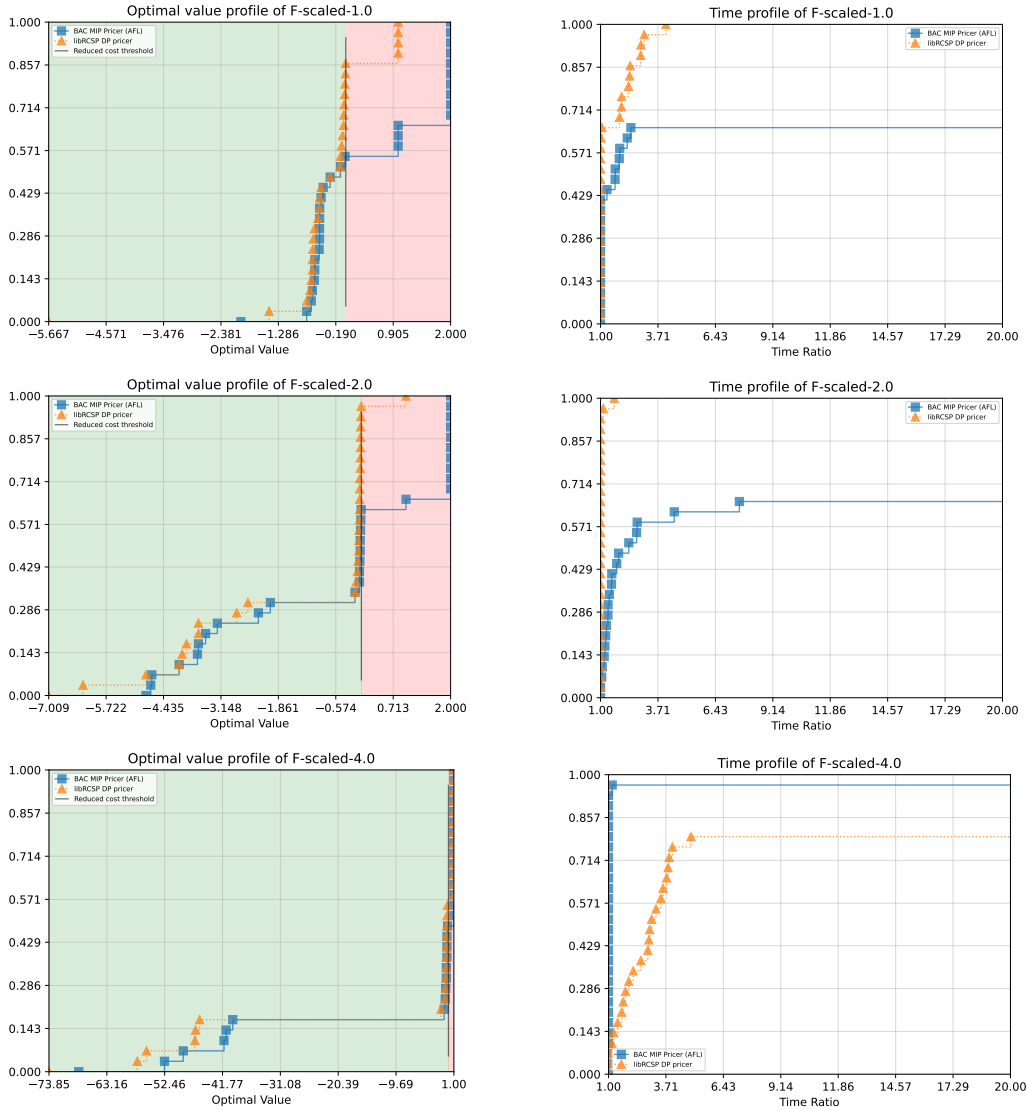 Optimal value profile of F-scaled-1.0
1.000
0.857
0.714
0.571
0.429
0.286
0.143
0.000
BAC MIP Pricer (AFL)
libRCSP DP pricer
Reduced cost threshold
−5.667 −4.571 −3.476 −2.381 −1.286 −0.190 0.905 2.000
Optimal Value
Time profile of F-scaled-1.0
1.000
0.857
0.714
0.571
0.429
0.286
0.143
0.000
BAC MIP Pricer (AFL)
libRCSP DP pricer
1.00 3.71 6.43 9.14 11.86 14.57 17.29 20.00
Time Ratio
Optimal value profile of F-scaled-2.0
1.000
0.857
0.714
0.571
0.429
0.286
0.143
0.000
BAC MIP Pricer (AFL)
libRCSP DP pricer
Reduced cost threshold
−7.009 −5.722 −4.435 −3.148 −1.861 −0.574 0.713 2.000
Optimal Value
Time profile of F-scaled-2.0
1.000
0.857
0.714
0.571
0.429
0.286
0.143
0.000
BAC MIP Pricer (AFL)
libRCSP DP pricer
1.00 3.71 6.43 9.14 11.86 14.57 17.29 20.00
Time Ratio
Optimal value profile of F-scaled-4.0
1.000
0.857
0.714
0.571
0.429
0.286
0.143
0.000
BAC MIP Pricer (AFL)
libRCSP DP pricer
Reduced cost threshold
−73.85 −63.16 −52.46 −41.77 −31.08 −20.39 −9.69 1.00
Optimal Value
Time profile of F-scaled-4.0
1.000
0.857
0.714
0.571
0.429
0.286
0.143
0.000
BAC MIP Pricer (AFL)
libRCSP DP pricer
1.00 3.71 6.43 9.14 11.86 14.57 17.29 20.00
Time Ratio